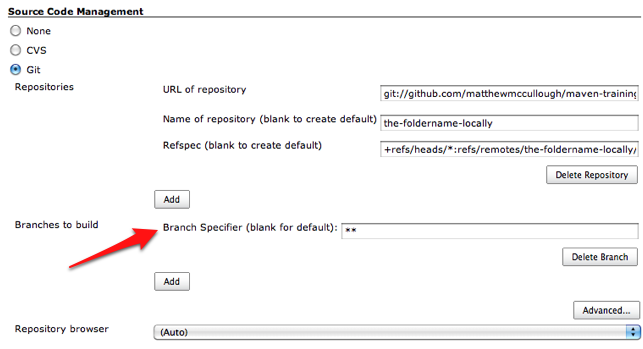 Source Code Management
None
CVS
Git
Repositories
URL of repository
git://github.com/matthewmccullough/maven-training
Name of repository (blank to create default)
the-foldername-locally
Refspec (blank to create default)
+refs/heads/*:refs/remotes/the-foldername-locally/
Delete Repository
Add
Branches to build
Branch Specifier (blank for default):
**
Delete Branch
Add
Advanced...
Repository browser
(Auto)